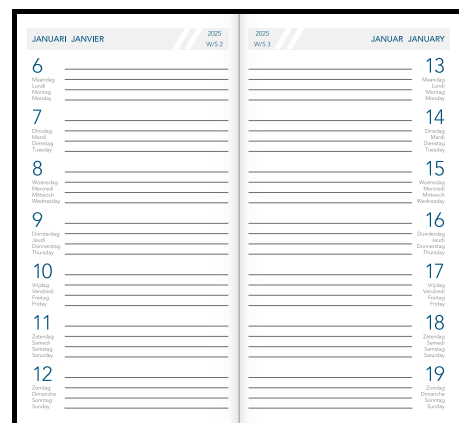 JANUARI JANVIER
2025
W/S 2
6
Maandag
Lundi
Montag
Monday
7
Dinsdag
Mardi
Dienstag
Tuesday
8
Woensdag
Mercredi
Mittwoch
Wednesday
9
Donderdag
Jeudi
Donnerstag
Thursday
10
Vrijdag
Vendredi
Freitag
Friday
11
Zaterdag
Samedi
Samstag
Saturday
12
Zondag
Dimanche
Sonntag
Sunday
2025
W/S 3
JANUAR JANUARY
13
Maandag
Lundi
Montag
Monday
14
Dinsdag
Mardi
Dienstag
Tuesday
15
Woensdag
Mercredi
Mittwoch
Wednesday
16
Donderdag
Jeudi
Donnerstag
Thursday
17
Vrijdag
Vendredi
Freitag
Friday
18
Zaterdag
Samedi
Samstag
Saturday
19
Zondag
Dimanche
Sonntag
Sunday